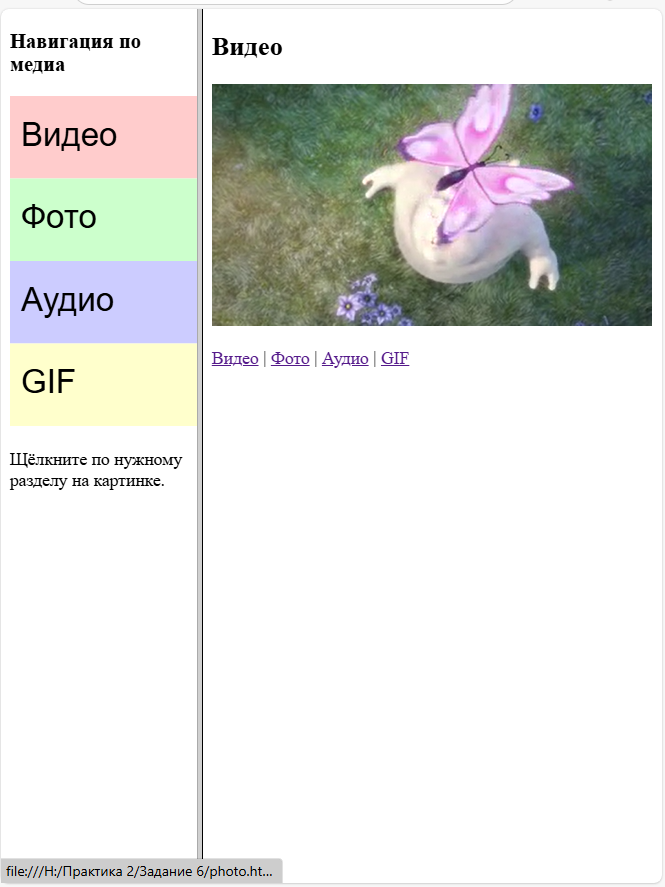 Навигация по
медиа
Видео
Фото
Аудио
GIF
Щёлкните по нужному
разделу на картинке.
Видео
Видео | Фото | Аудио | GIF
file:///H:/Практика 2/Задание 6/photo.ht...